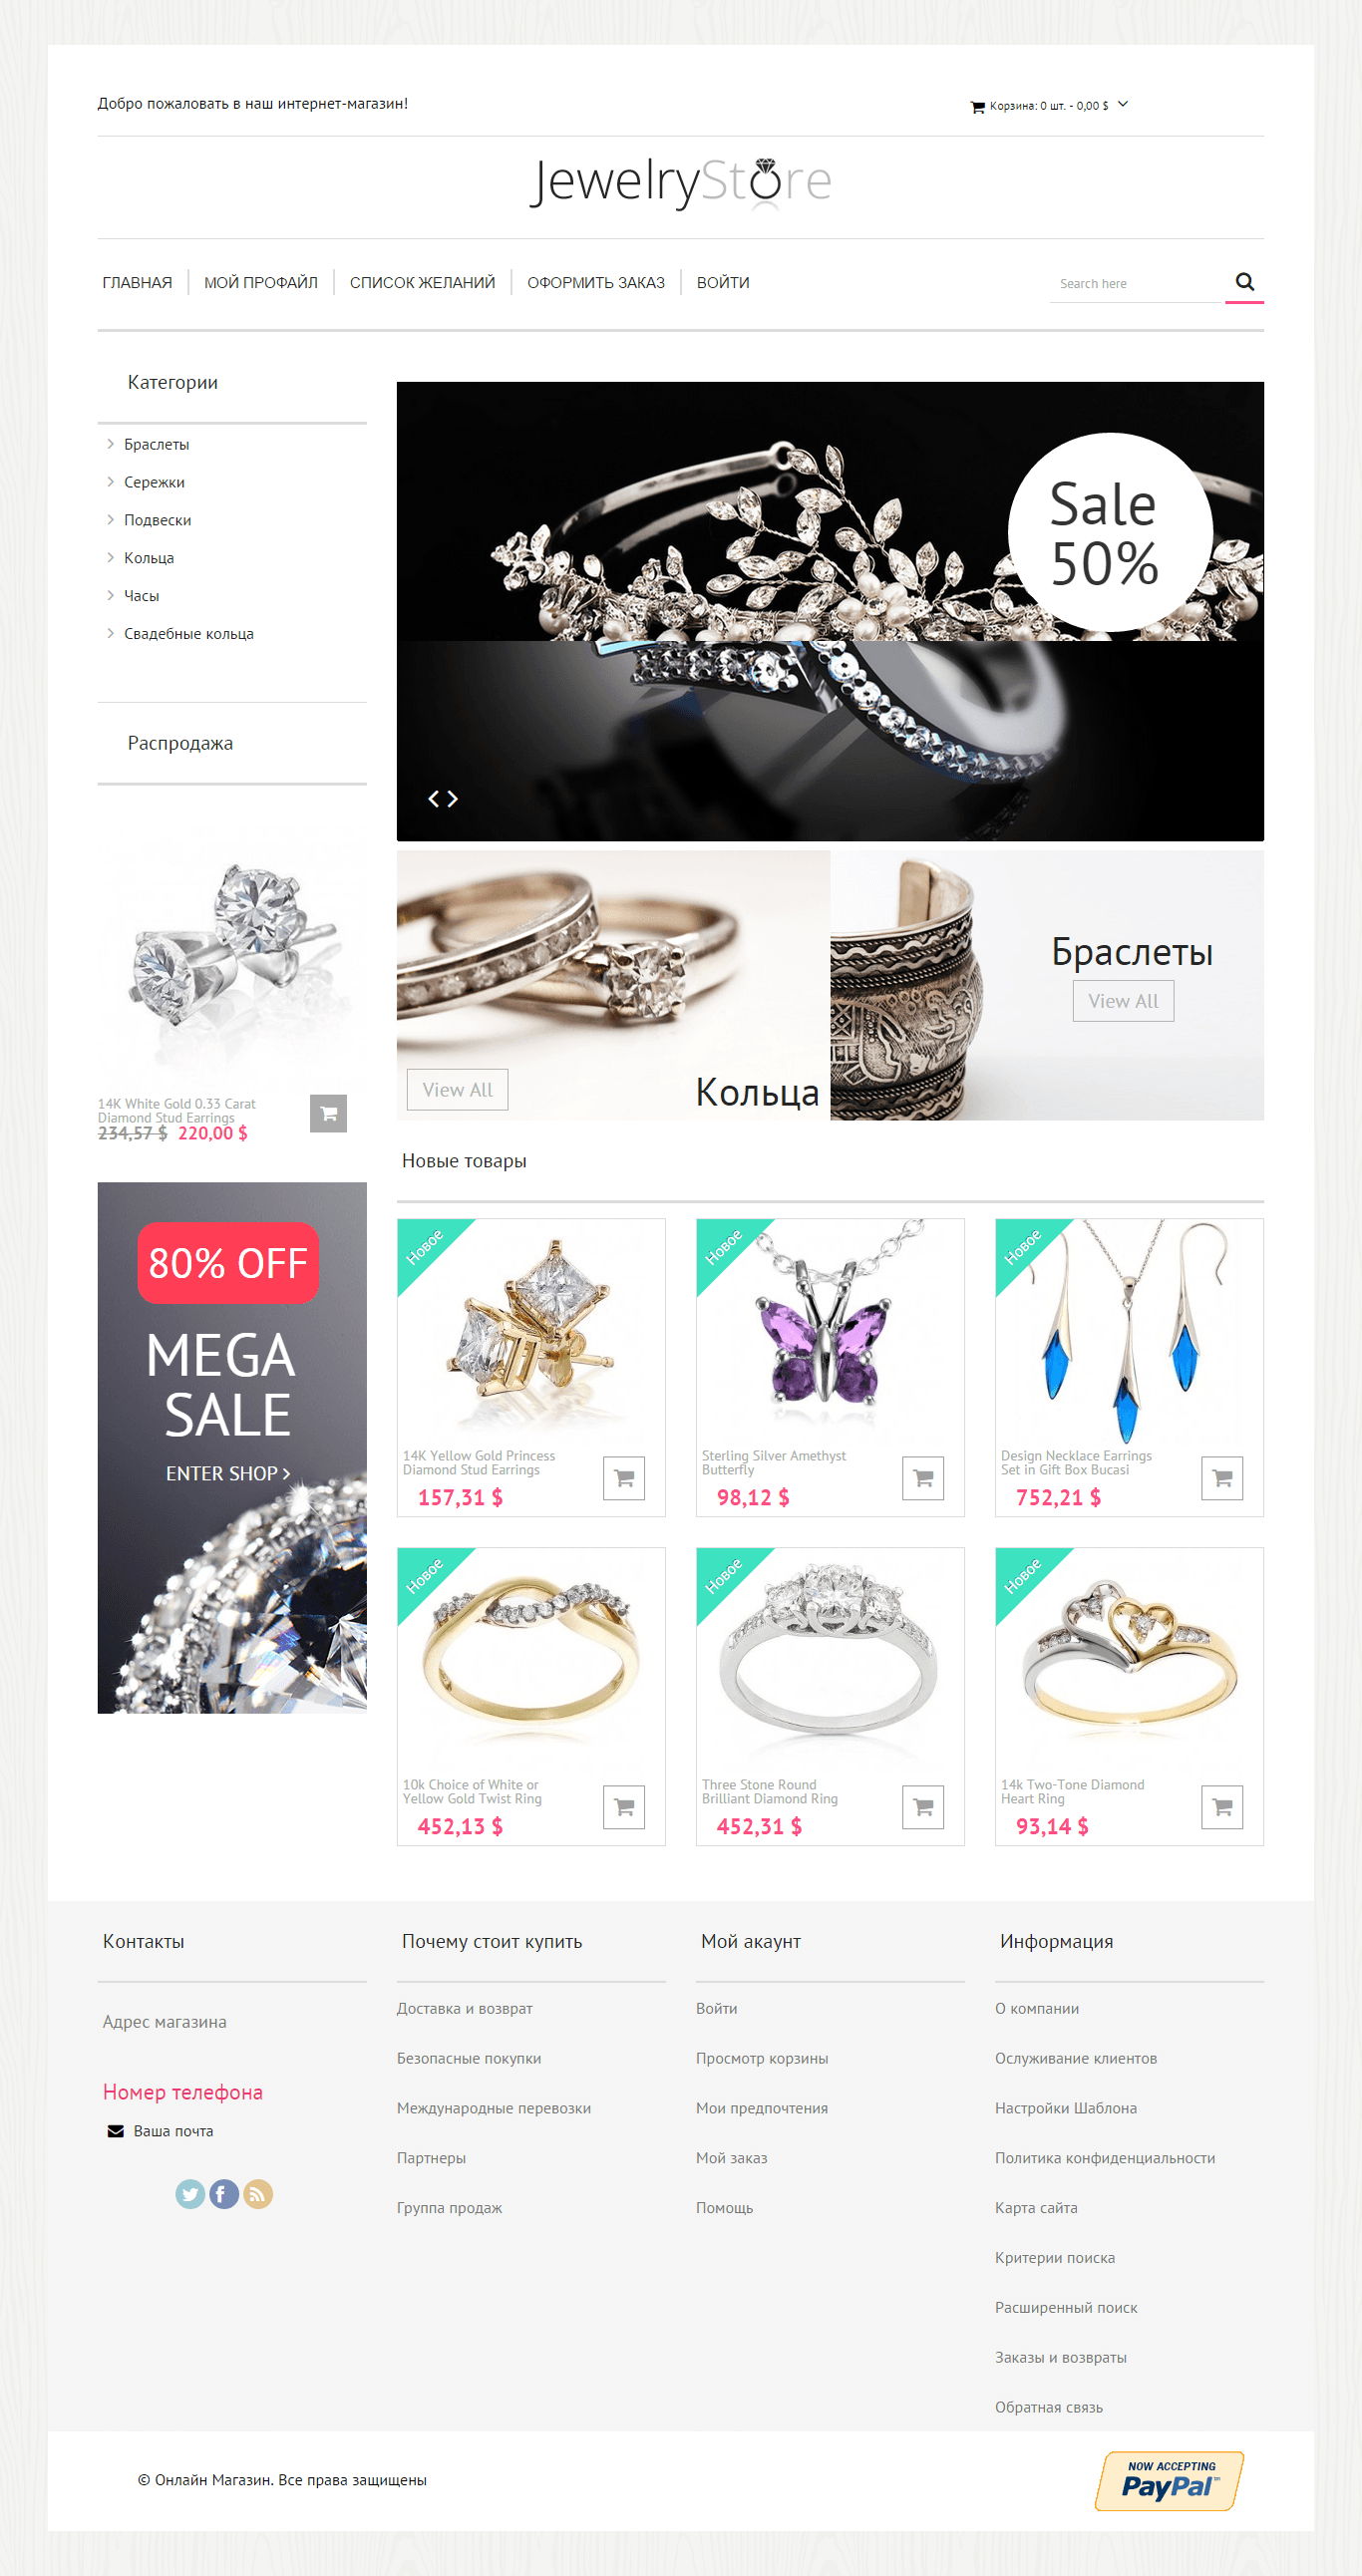 Добро пожаловать в наш интернет-магазин!
Корзина: 0 шт. - 0,00 $
JewelryStore
ГЛАВНАЯ
МОЙ ПРОФАЙЛ
СПИСОК ЖЕЛАНИЙ
ОФОРМИТЬ ЗАКАЗ
ВОЙТИ
Search here
Категории
Браслеты
Сережки
Подвески
Кольца
Часы
Свадебные кольца
Распродажа
14K White Gold 0.33 Carat
Diamond Stud Earrings
234,57 $ 220,00 $
80% OFF
MEGA
SALE
ENTER SHOP
Sale
50%
View All
Кольца
Браслеты
View All
Новые товары
Новое
14K Yellow Gold Princess
Diamond Stud Earrings
157,31 $
Новое
Sterling Silver Amethyst
Butterfly
98,12 $
Новое
Design Necklace Earrings
Set in Gift Box Bucasi
752,21 $
Новое
10k Choice of White or
Yellow Gold Twist Ring
452,13 $
Новое
Three Stone Round
Brilliant Diamond Ring
452,31 $
Новое
14k Two-Tone Diamond
Heart Ring
93,14 $
Контакты
Адрес магазина
Номер телефона
Ваша почта
Почему стоит купить
Доставка и возврат
Безопасные покупки
Международные перевозки
Партнеры
Группа продаж
Мой акаунт
Войти
Просмотр корзины
Мои предпочтения
Мой заказ
Помощь
Информация
О компании
Ослуживание клиентов
Настройки Шаблона
Политика конфиденциальности
Карта сайта
Критерии поиска
Расширенный поиск
Заказы и возвраты
Обратная связь
© Онлайн Магазин. Все права защищены
NOW ACCEPTING
PayPal